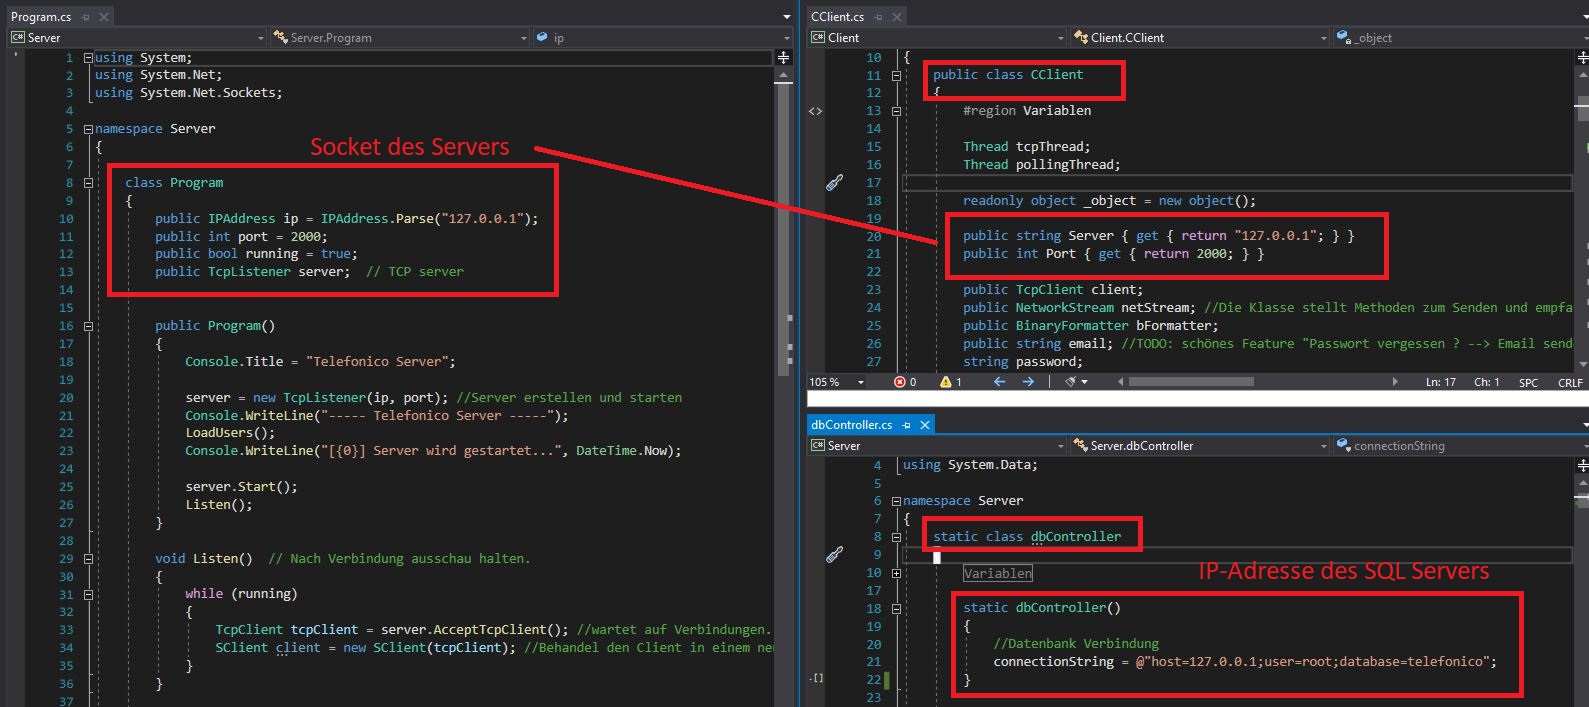 Program.cs
Server
Server.Program
ip
1 using System;
2 using System.Net;
3 using System.Net.Sockets;
4
5 namespace Server
6 {
Socket des Servers
7
8 class Program
9 {
10 public IPAddress ip = IPAddress.Parse("127.0.0.1");
11 public int port = 2000;
12 public bool running = true;
13 public TcpListener server;  // TCP server
14
15
16 public Program()
17 {
18 Console.Title = "Telefonico Server";
19
20 server = new TcpListener(ip, port); //Server erstellen und starten
21 Console.WriteLine("----- Telefonico Server -----");
22 LoadUsers();
23 Console.WriteLine("[{0}] Server wird gestartet...", DateTime.Now);
24
25 server.Start();
26 Listen();
27 }
28
29 void Listen()  // Nach Verbindung ausschau halten.
30 {
31 while (running)
32 {
33 TcpClient tcpClient = server.AcceptTcpClient(); //wartet auf Verbindungen.
34 SClient client = new SClient(tcpClient); //Behandel den Client in einem neu
35 }
36 }
37
CClient.cs
Client
Client.CClient
_object
10 {
11 public class CClient
12 {
13 #region Variablen
14
15 Thread tcpThread;
16 Thread pollingThread;
17
18 readonly object _object = new object();
19
20 public string Server { get { return "127.0.0.1"; } }
21 public int Port { get { return 2000; } }
22
23 public TcpClient client;
24 public NetworkStream netStream; //Die Klasse stellt Methoden zum Senden und empfa
25 public BinaryFormatter bFormatter;
26 public string email; //TODO: schönes Feature "Passwort vergessen ? --> Email send
27 string password;
105 % 0 1 Ln: 17 Ch: 1 SPC CRLF
dbController.cs
Server
Server.dbController
connectionString
4 using System.Data;
5
6 namespace Server
7 {
8 static class dbController
9
10 Variablen
IP-Adresse des SQL Servers
17
18 static dbController()
19 {
20 //Datenbank Verbindung
21 connectionString = @"host=127.0.0.1;user=root;database=telefonico";
22 }
23